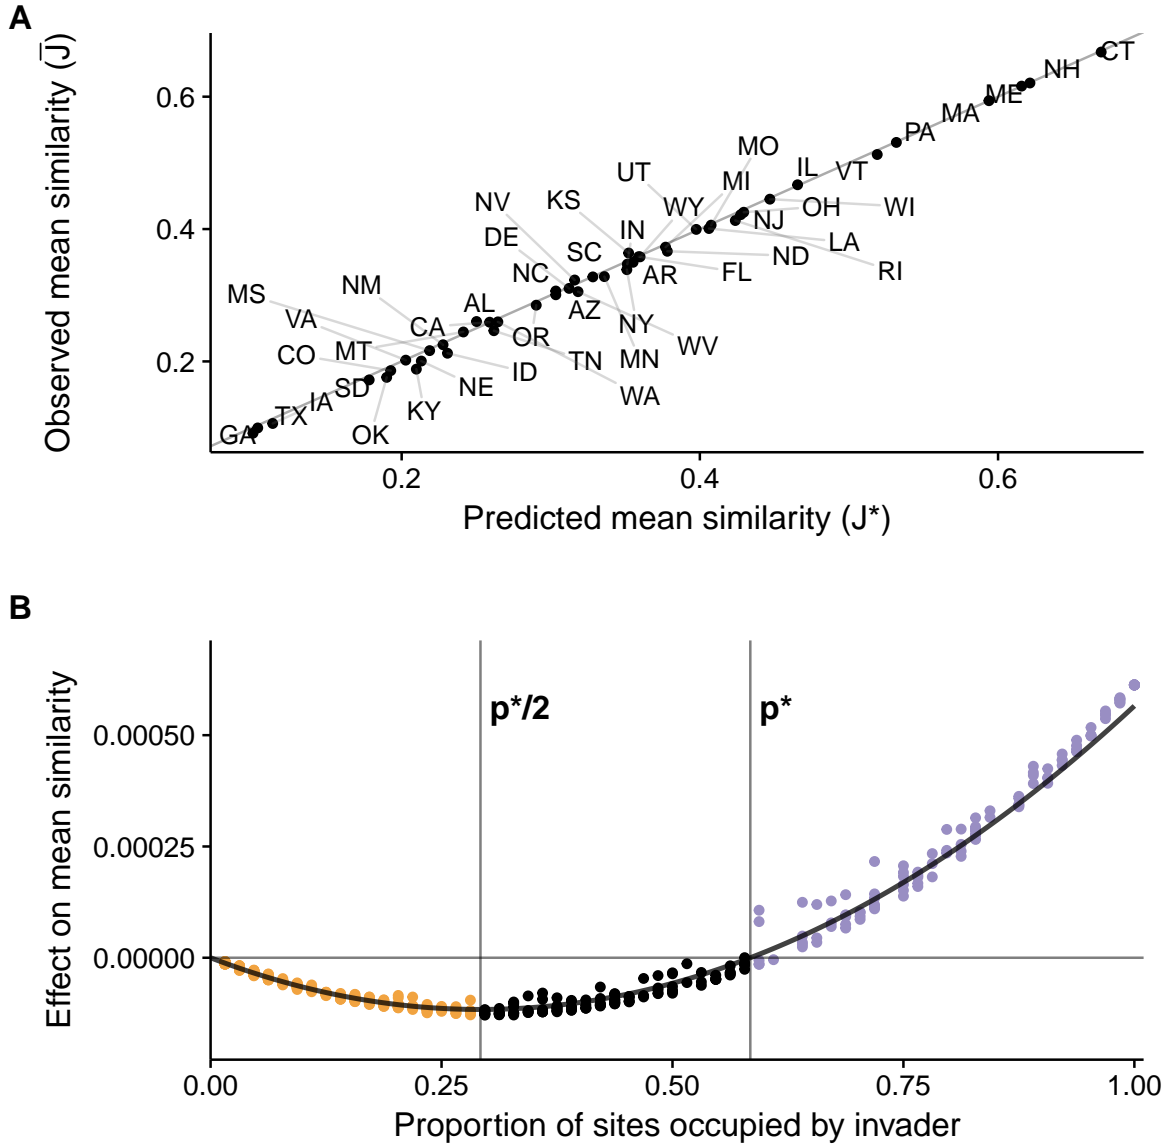 A
Observed mean similarity (J̅)
0.6
0.4
0.2
CT
NH
ME
MA
PA
MO
IL
VT
UT
MI
KS
WY
NV
OH
WI
NJ
IN
DE
LA
SC
ND
NC
AR
FL
RI
NM
MS
AL
AZ
VA
CA
NY
OR
WV
MT
CO
TN
MN
ID
SD
NE
WA
IA
KY
TX
GA
OK
0.2
0.4
0.6
Predicted mean similarity (J*)
B
Effect on mean similarity
p*/2
p*
0.00050
0.00025
0.00000
0.00
0.25
0.50
0.75
1.00
Proportion of sites occupied by invader